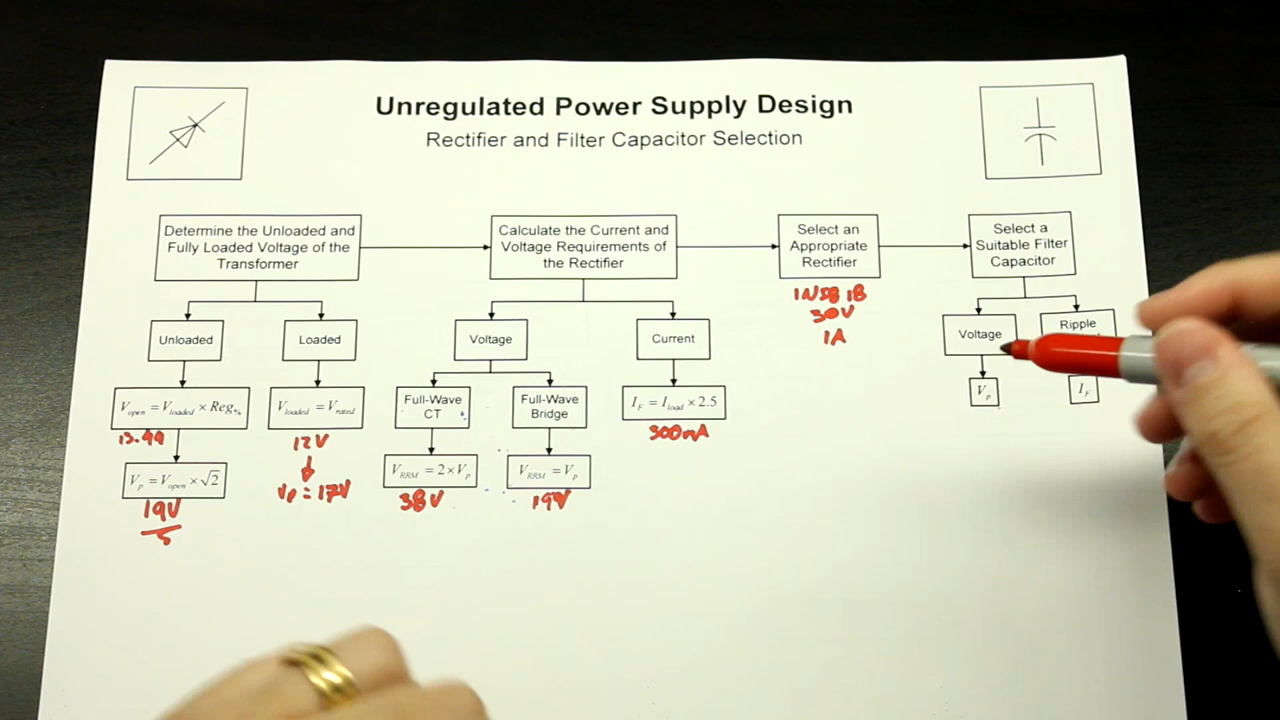 Unregulated Power Supply Design
Rectifier and Filter Capacitor Selection
Determine the Unloaded and
Fully Loaded Voltage of the
Transformer
Calculate the Current and
Voltage Requirements of
the Rectifier
Select an
Appropriate
Rectifier
Select a
Suitable Filter
Capacitor
1N5818
30V
1A
Unloaded
Loaded
Voltage
Current
Voltage
Ripple
V_open = V_loaded × Reg_%
13.44
V_p = V_open × √2
19V
V_loaded = V_rated
12V
Vp = 17V
Full-Wave
CT
V_RRM = 2 × V_p
38V
Full-Wave
Bridge
V_RRM = V_p
19V
I_F = I_load × 2.5
500mA
V_p
I_F